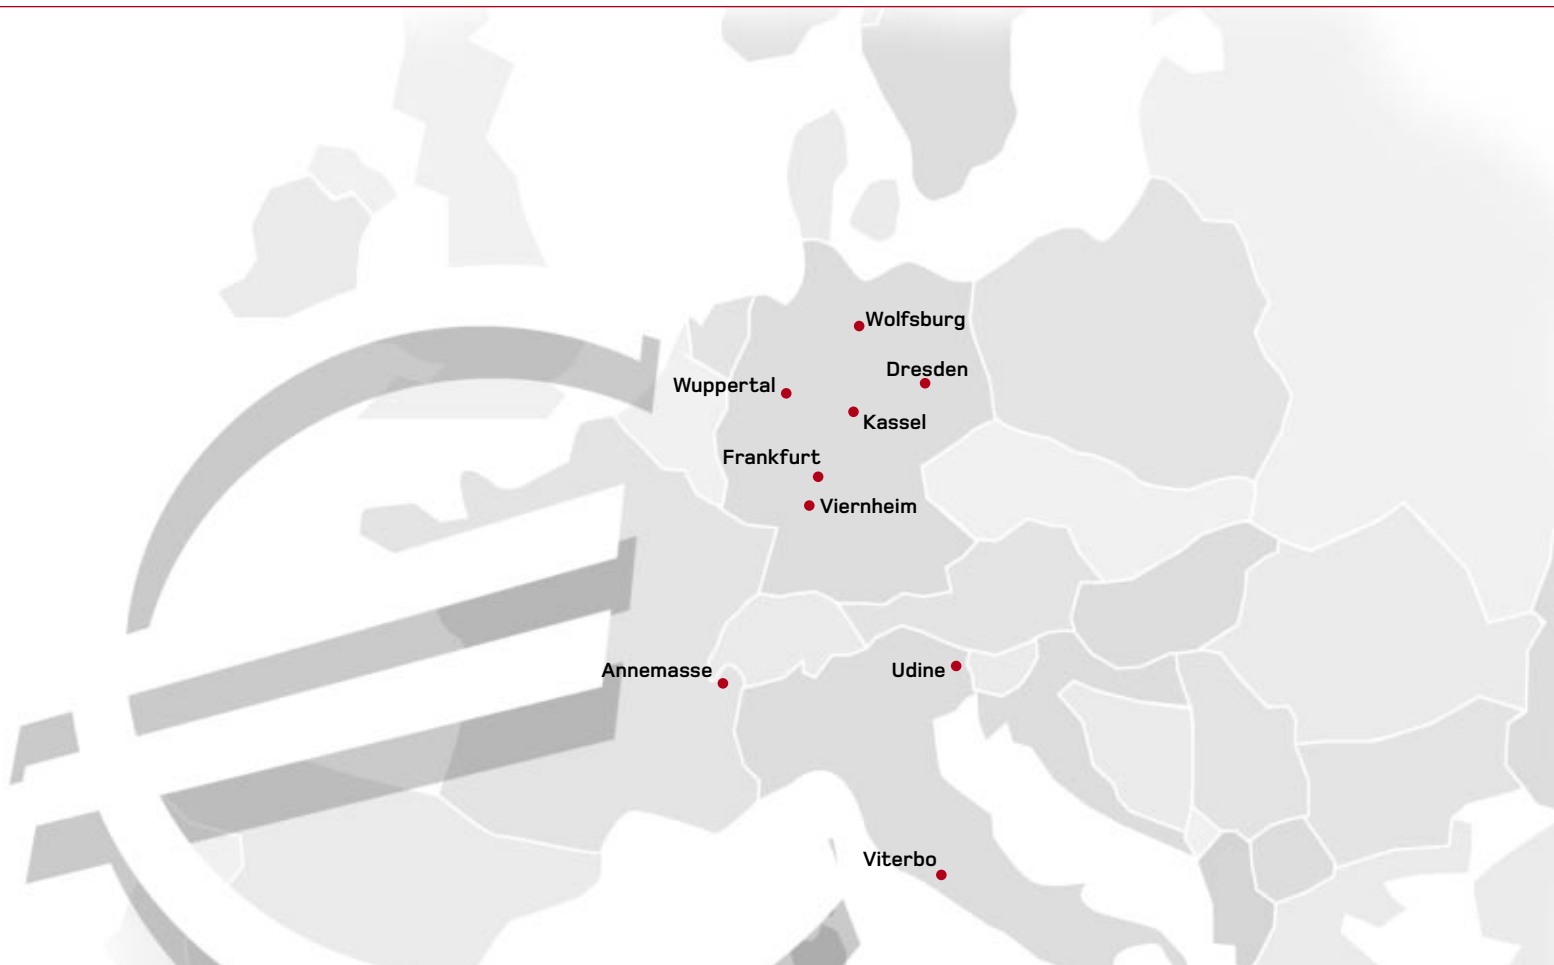 Wolfsburg
Dresden
Wuppertal
Kassel
Frankfurt
Viernheim
Annemasse
Udine
Viterbo